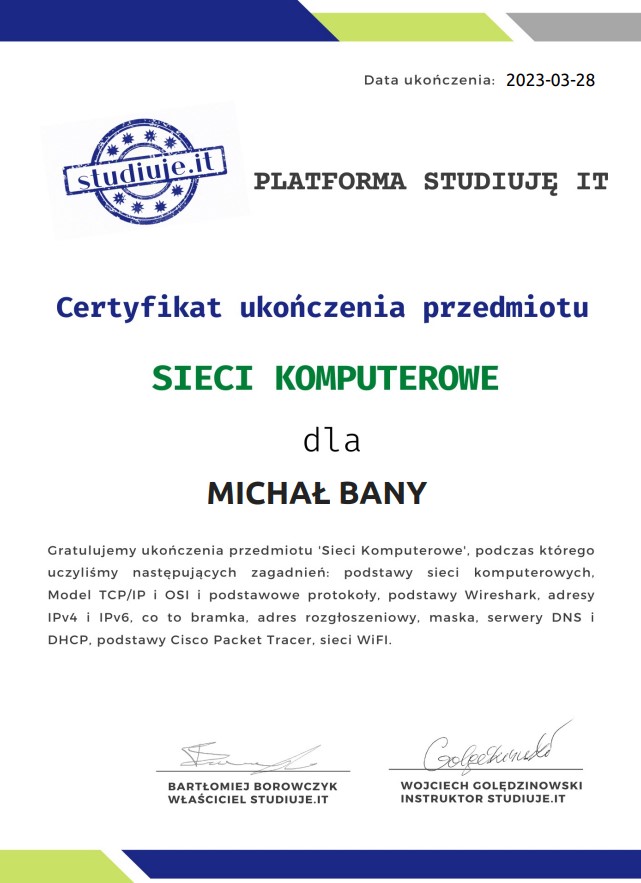 Data ukończenia: 2023-03-28
studiuje.it
PLATFORMA STUDIUJĘ IT
Certyfikat ukończenia przedmiotu
SIECI KOMPUTEROWE
dla
MICHAŁ BANY
Gratulujemy ukończenia przedmiotu 'Sieci Komputerowe', podczas którego
uczyliśmy następujących zagadnień: podstawy sieci komputerowych,
Model TCP/IP i OSI i podstawowe protokoły, podstawy Wireshark, adresy
IPv4 i IPv6, co to bramka, adres rozgłoszeniowy, maska, serwery DNS i
DHCP, podstawy Cisco Packet Tracer, sieci WiFI.
BARTŁOMIEJ BOROWCZYK
WŁAŚCICIEL STUDIUJE.IT
WOJCIECH GOLĘDZINOWSKI
INSTRUKTOR STUDIUJE.IT